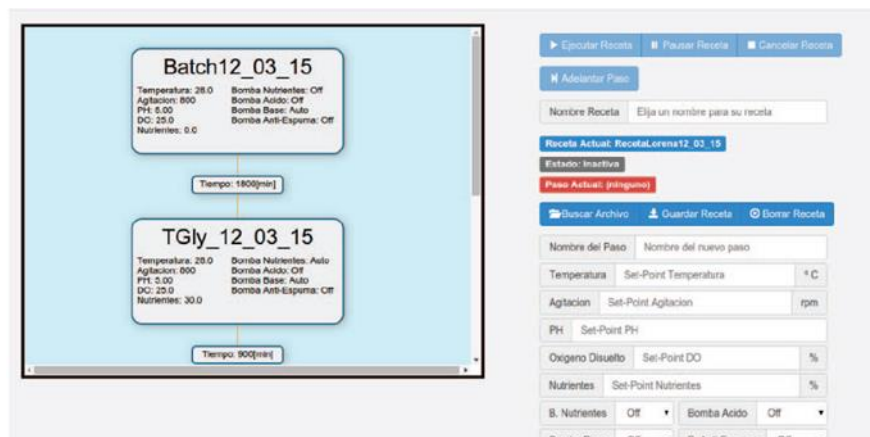 Batch12_03_15
Temperatura: 28.0 Bomba Nutrientes: Off
Agitacion: 800 Bomba Acido: Off
PH: 5.00 Bomba Base: Auto
DO: 25.0 Bomba Anti-Espuma: Off
Nutrientes: 0.0
Tiempo: 1800[min]
TGly_12_03_15
Temperatura: 28.0 Bomba Nutrientes: Auto
Agitacion: 800 Bomba Acido: Off
PH: 5.00 Bomba Base: Auto
DO: 25.0 Bomba Anti-Espuma: Off
Nutrientes: 30.0
Tiempo: 900[min]
Ejecutar Receta Pausar Receta Cancelar Receta
Adelantar Paso
Nombre Receta Elija un nombre para su receta
Receta Actual: RecetaLorena12_03_15
Estado: Inactiva
Paso Actual: (ninguno)
Buscar Archivo Guardar Receta Borrar Receta
Nombre del Paso Nombre del nuevo paso
Temperatura Set-Point Temperatura º C
Agitacion Set-Point Agitacion rpm
PH Set-Point PH
Oxigeno Disuelto Set-Point DO %
Nutrientes Set-Point Nutrientes %
B. Nutrientes Off Bomba Acido Off